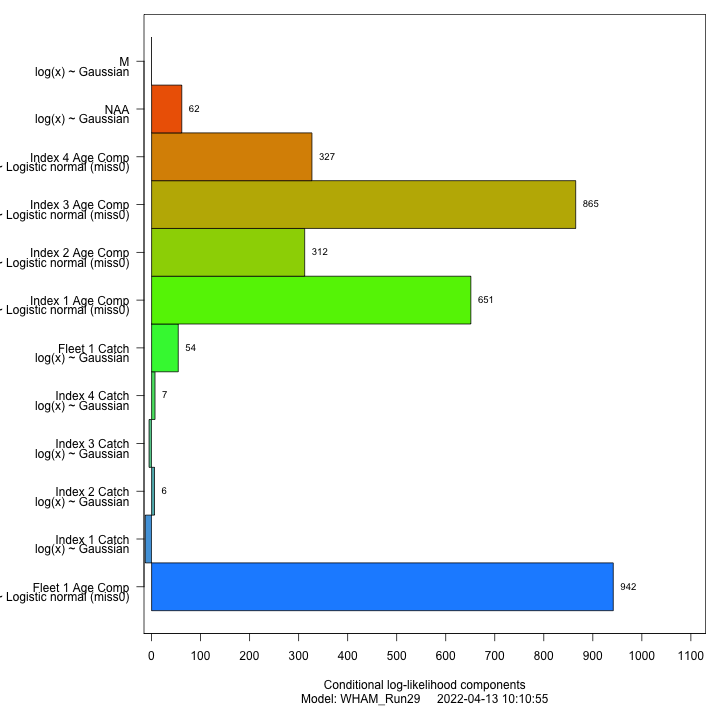 M
log(x) ~ Gaussian
NAA
log(x) ~ Gaussian
62
Index 4 Age Comp
~ Logistic normal (miss0)
327
Index 3 Age Comp
~ Logistic normal (miss0)
865
Index 2 Age Comp
~ Logistic normal (miss0)
312
Index 1 Age Comp
~ Logistic normal (miss0)
651
Fleet 1 Catch
log(x) ~ Gaussian
54
Index 4 Catch
log(x) ~ Gaussian
7
Index 3 Catch
log(x) ~ Gaussian
Index 2 Catch
log(x) ~ Gaussian
6
Index 1 Catch
log(x) ~ Gaussian
Fleet 1 Age Comp
~ Logistic normal (miss0)
942
0 100 200 300 400 500 600 700 800 900 1000 1100
Conditional log-likelihood components
Model: WHAM_Run29 2022-04-13 10:10:55